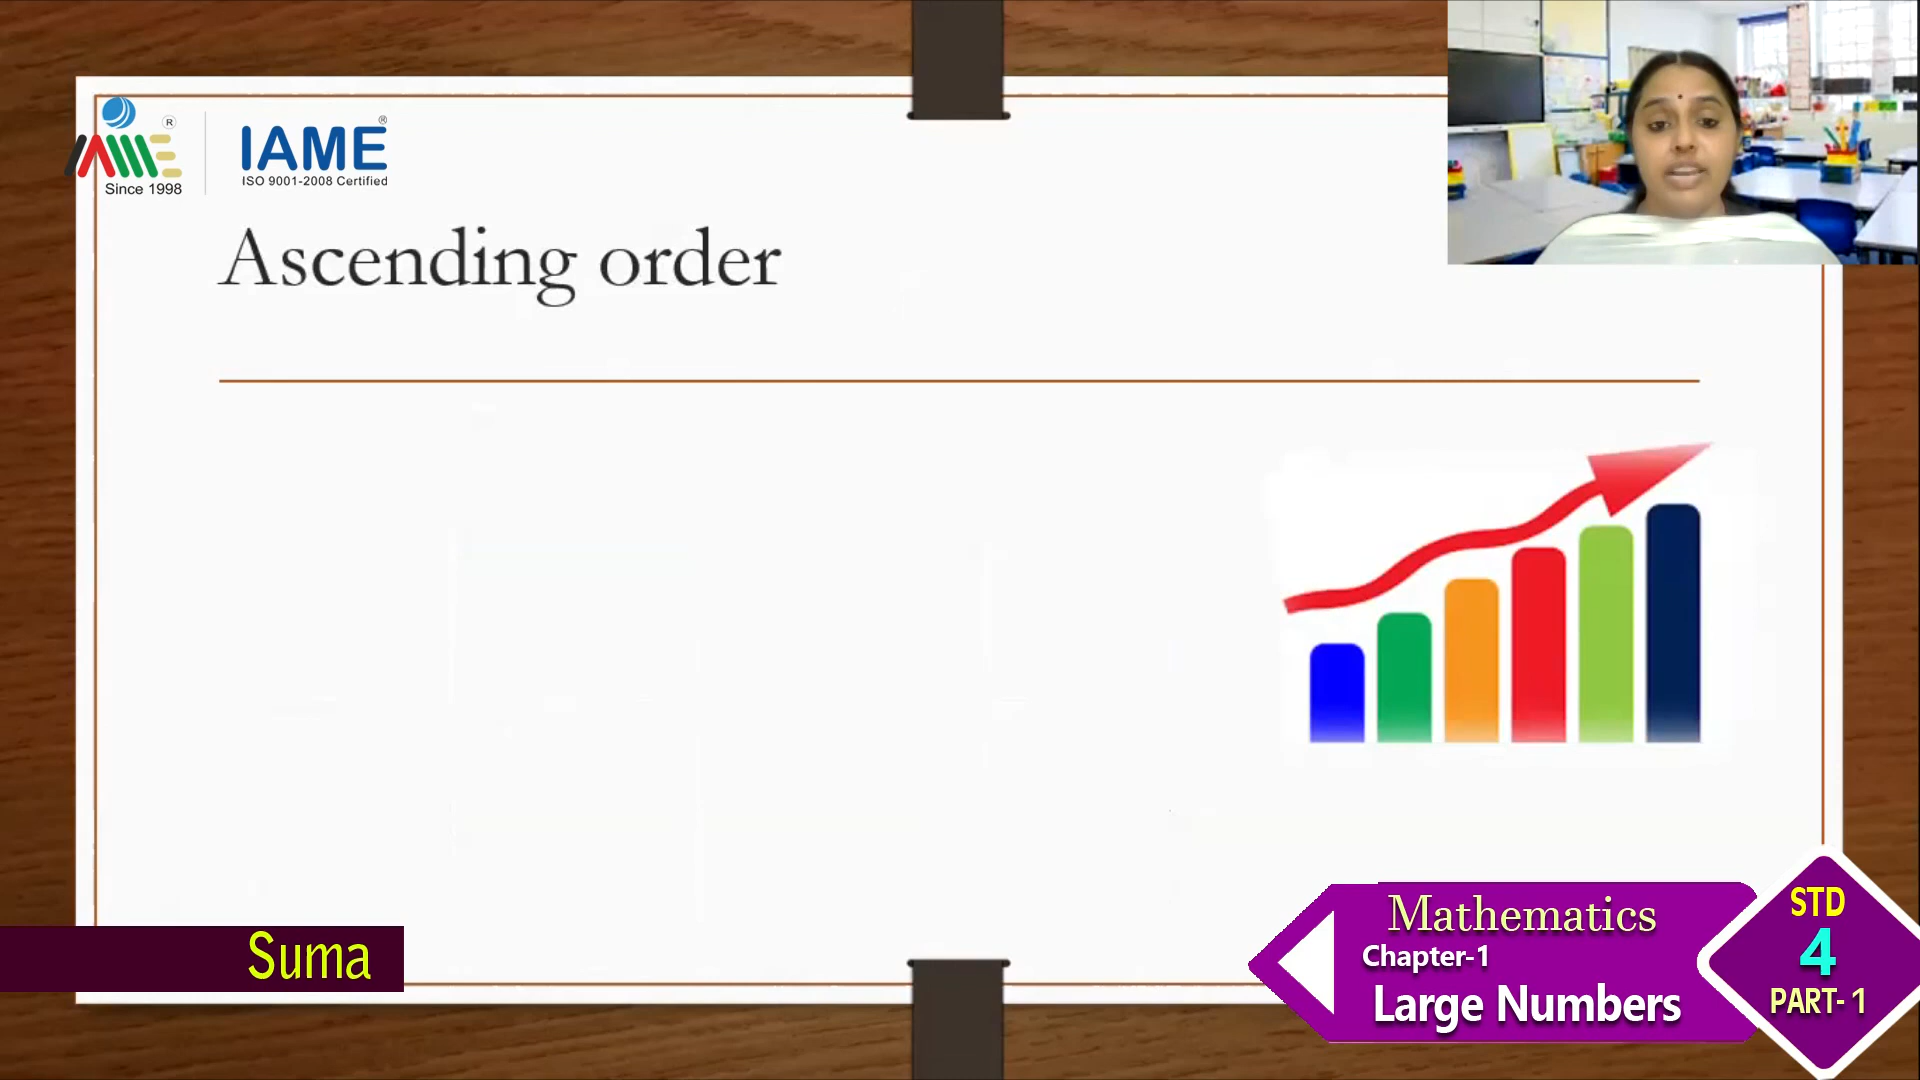 IAME
Since 1998
IAME
ISO 9001-2008 Certified
Ascending order
Suma
Mathematics
Chapter-1
Large Numbers
STD
4
PART- 1